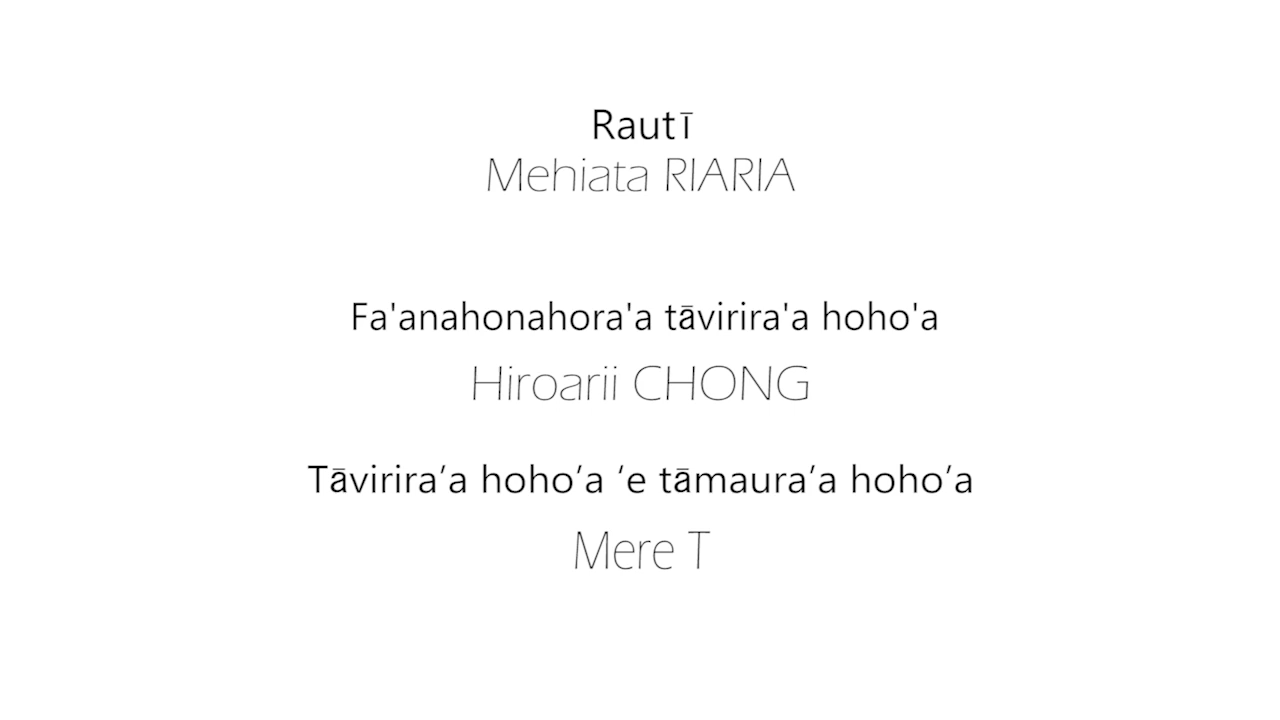 Rautī
Mehiata RIARIA
Fa'anahonahora'a tāvirira'a hoho'a
Hiroarii CHONG
Tāvirira’a hoho’a ‘e tāmaura’a hoho’a
Mere T